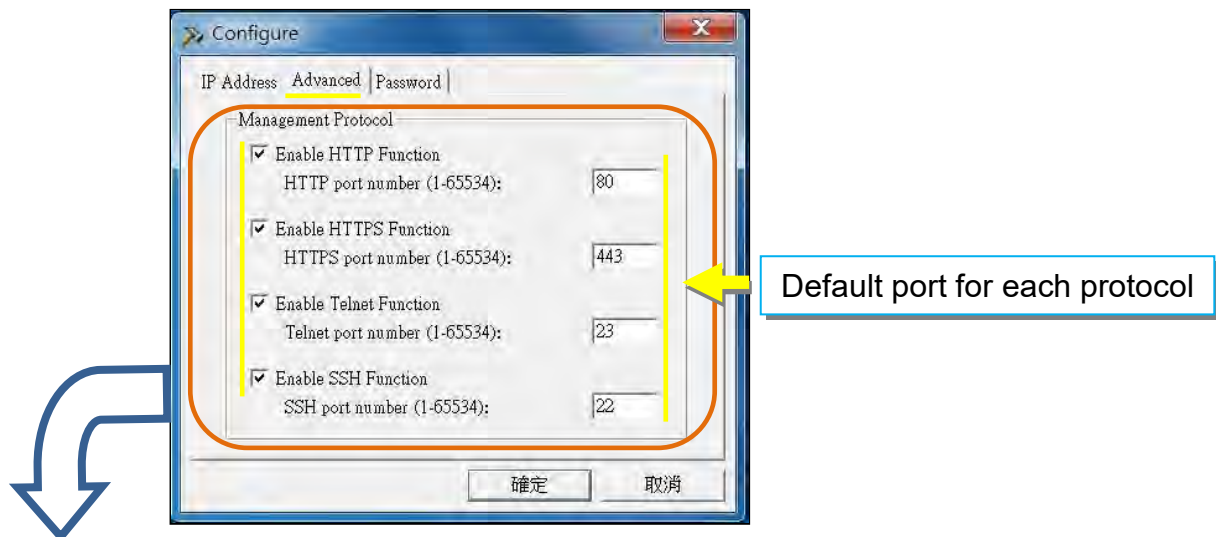 Configure
IP Address Advanced Password
Management Protocol
Enable HTTP Function
HTTP port number (1-65534): 80
Enable HTTPS Function
HTTPS port number (1-65534): 443
Default port for each protocol
Enable Telnet Function
Telnet port number (1-65534): 23
Enable SSH Function
SSH port number (1-65534): 22
確定 取消